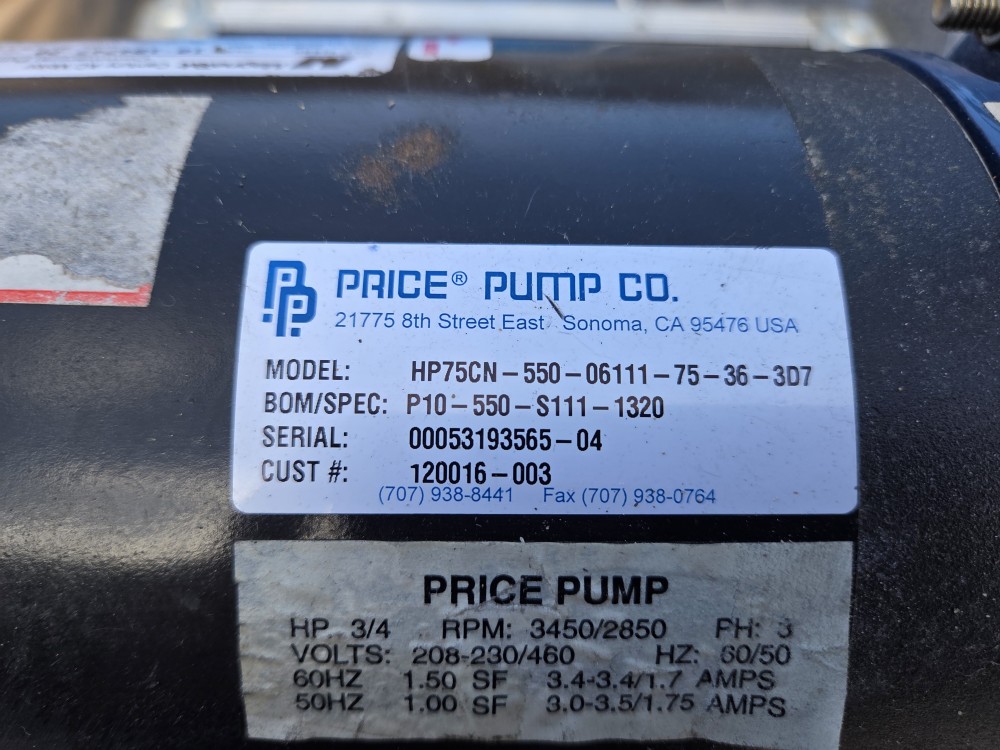 PP
PRICE® PUMP CO.
21775 8th Street East Sonoma, CA 95476 USA
MODEL: HP75CN-550-06111-75-36-3D7
BOM/SPEC: P10-550-S111-1320
SERIAL: 00053193565-04
CUST #: 120016-003
(707) 938-8441 Fax (707) 938-0764
PRICE PUMP
HP 3/4 RPM: 3450/2850 PH: 3
VOLTS: 208-230/460 HZ: 60/50
60HZ 1.50 SF 3.4-3.4/1.7 AMPS
50HZ 1.00 SF 3.0-3.5/1.75 AMPS